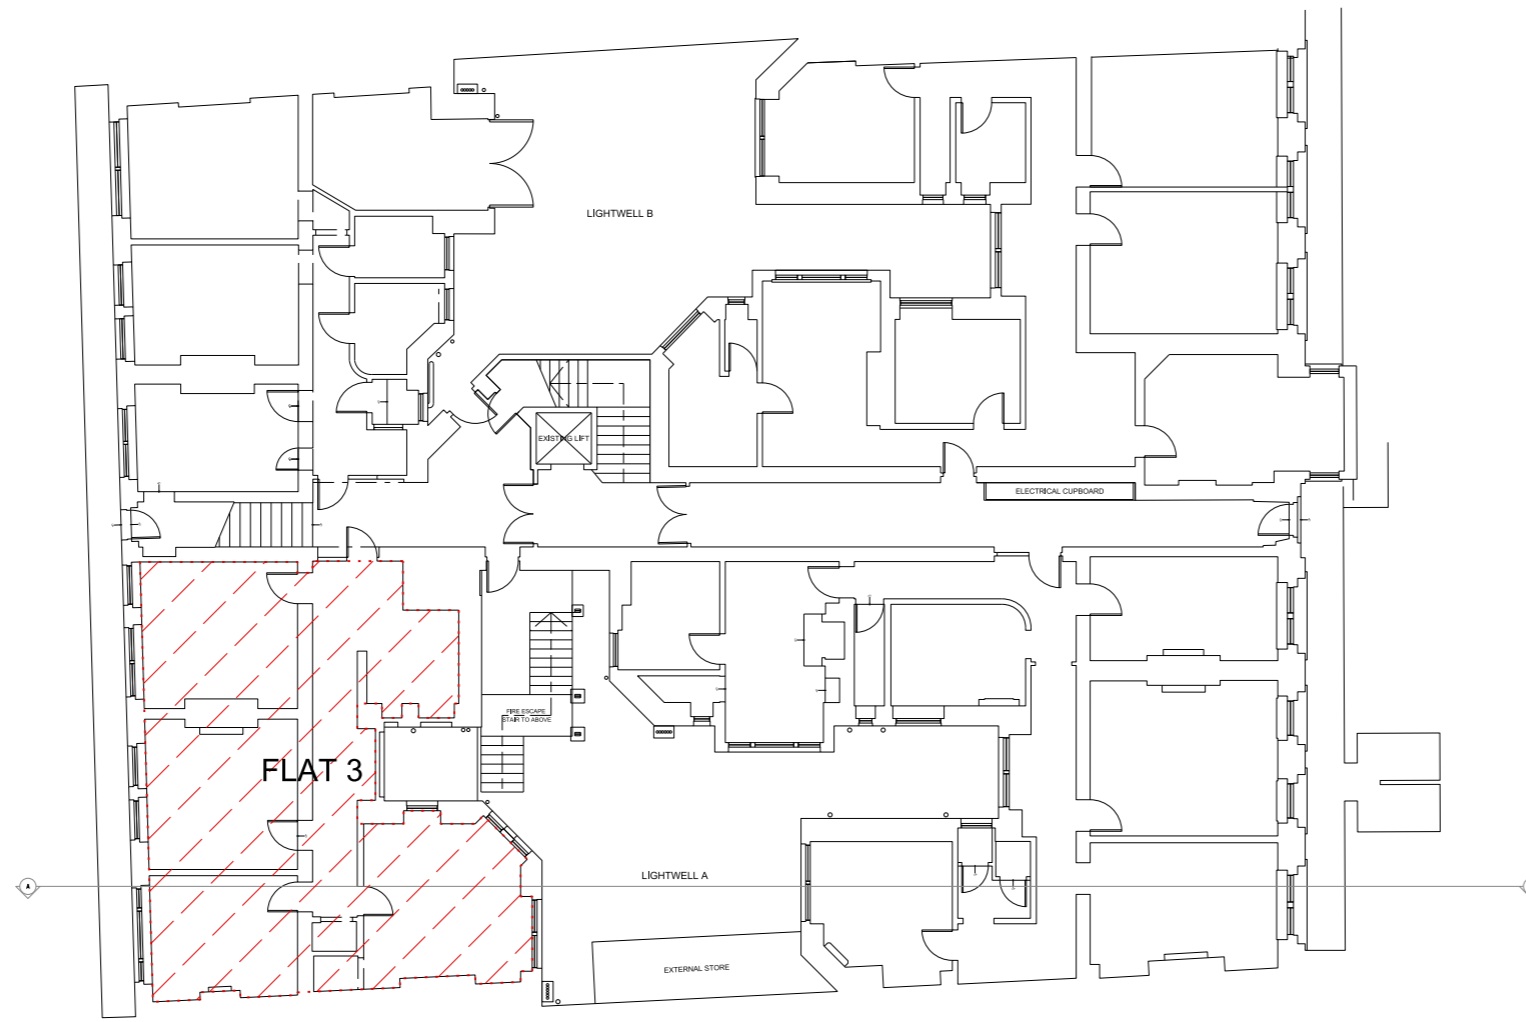 LIGHTWELL B
EXISTING LIFT
ELECTRICAL CUPBOARD
FIRE ESCAPE
STAIR TO ABOVE
FLAT 3
LIGHTWELL A
A
EXTERNAL STORE